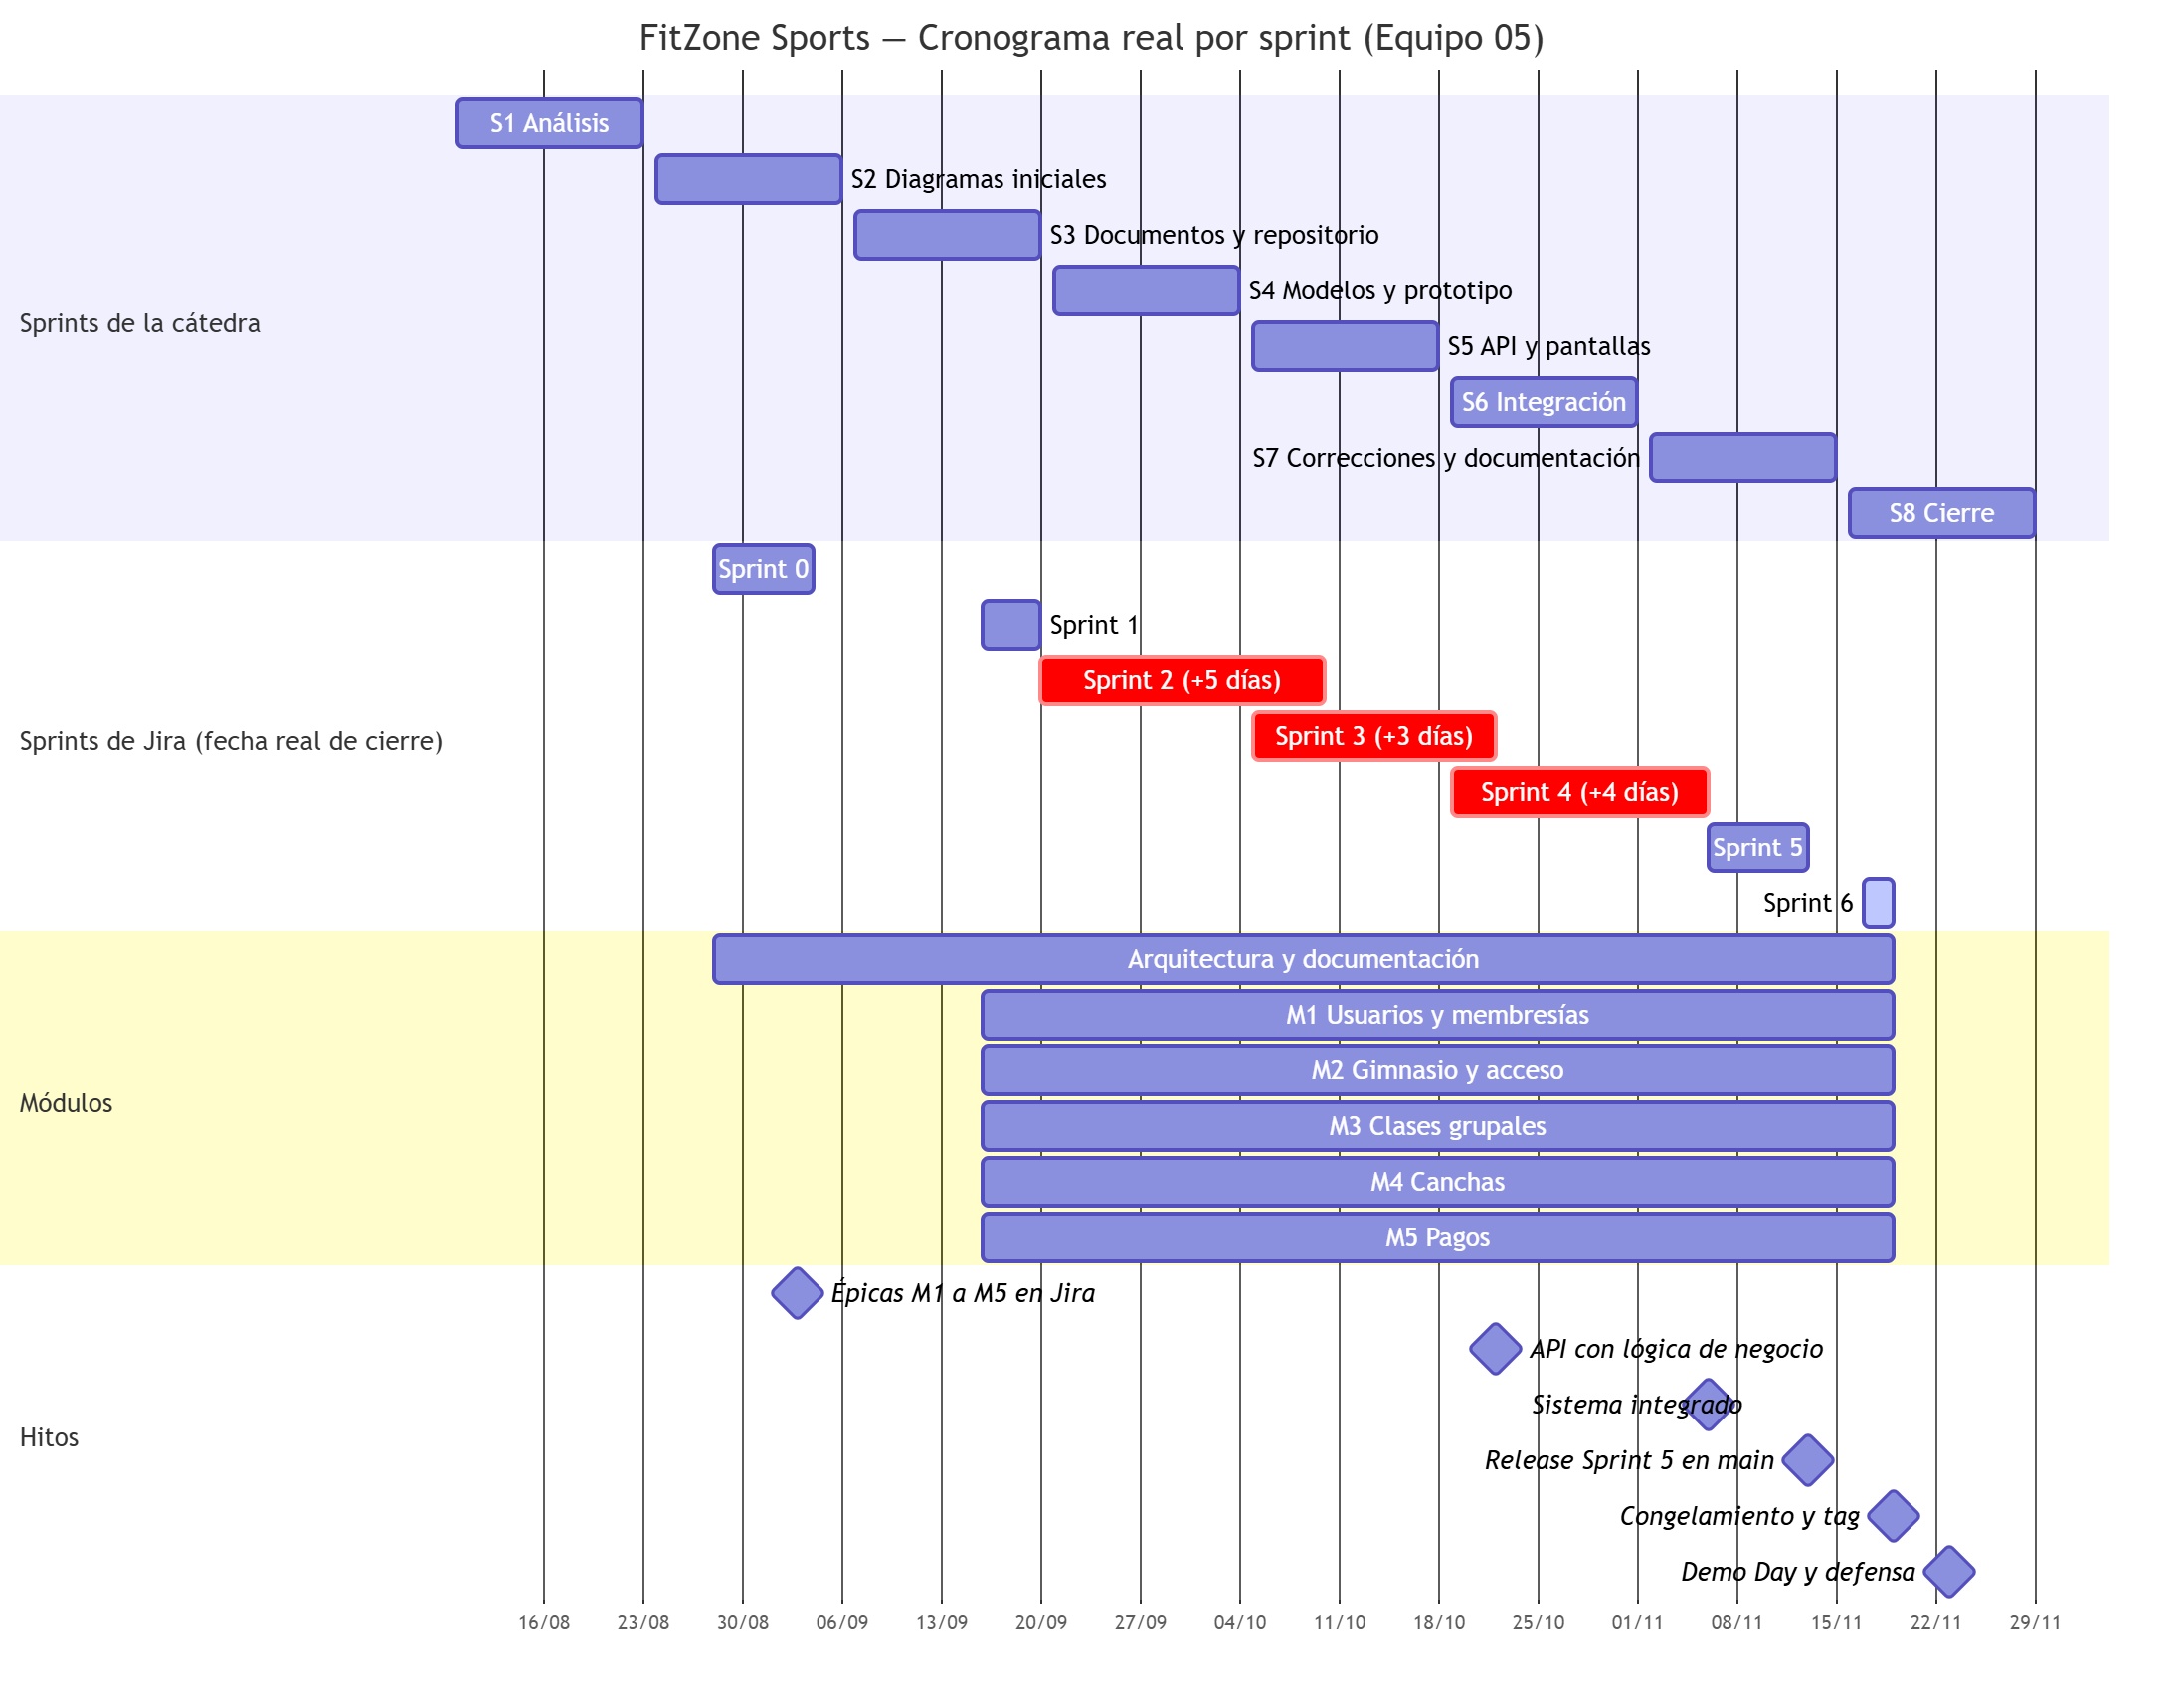 FitZone Sports — Cronograma real por sprint (Equipo 05)
Sprints de la cátedra
S1 Análisis
S2 Diagramas iniciales
S3 Documentos y repositorio
S4 Modelos y prototipo
S5 API y pantallas
S6 Integración
S7 Correcciones y documentación
S8 Cierre
Sprints de Jira (fecha real de cierre)
Sprint 0
Sprint 1
Sprint 2 (+5 días)
Sprint 3 (+3 días)
Sprint 4 (+4 días)
Sprint 5
Sprint 6
Módulos
Arquitectura y documentación
M1 Usuarios y membresías
M2 Gimnasio y acceso
M3 Clases grupales
M4 Canchas
M5 Pagos
Hitos
Épicas M1 a M5 en Jira
API con lógica de negocio
Sistema integrado
Release Sprint 5 en main
Congelamiento y tag
Demo Day y defensa
16/08 23/08 30/08 06/09 13/09 20/09 27/09 04/10 11/10 18/10 25/10 01/11 08/11 15/11 22/11 29/11